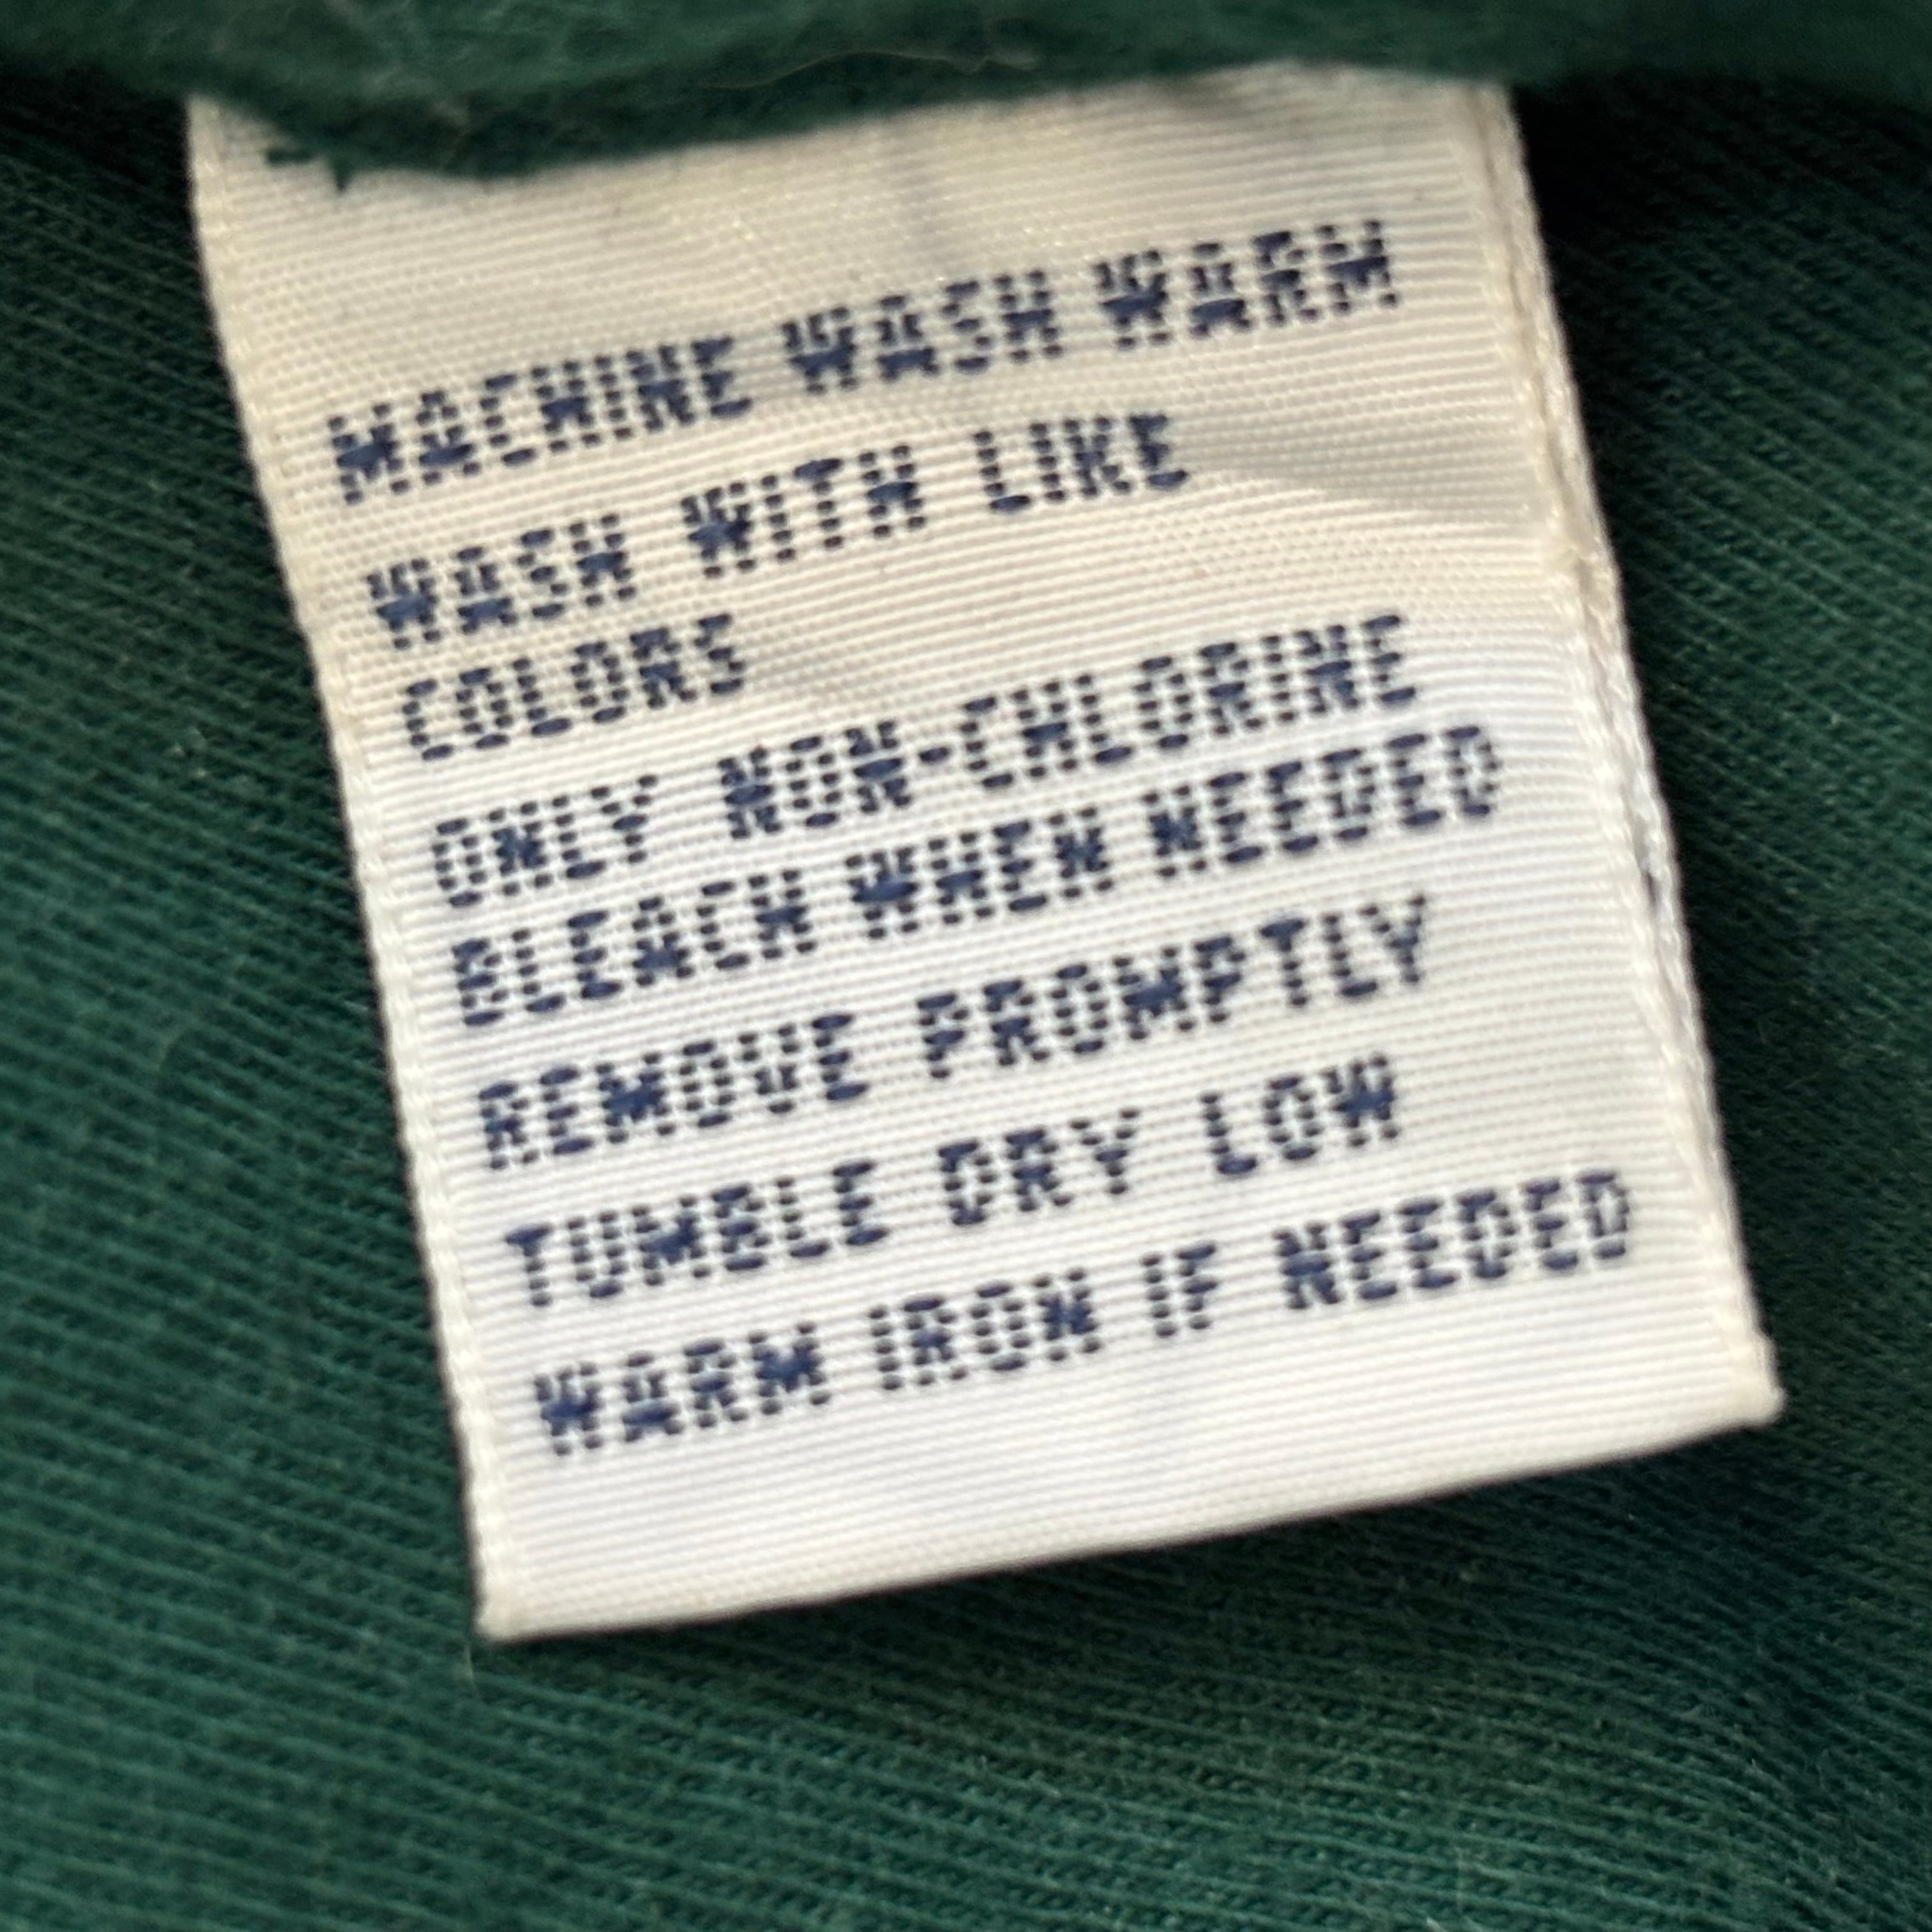 MACHINE WASH WARM
WASH WITH LIKE
COLORS
ONLY NON-CHLORINE
BLEACH WHEN NEEDED
REMOVE PROMPTLY
TUMBLE DRY LOW
WARM IRON IF NEEDED